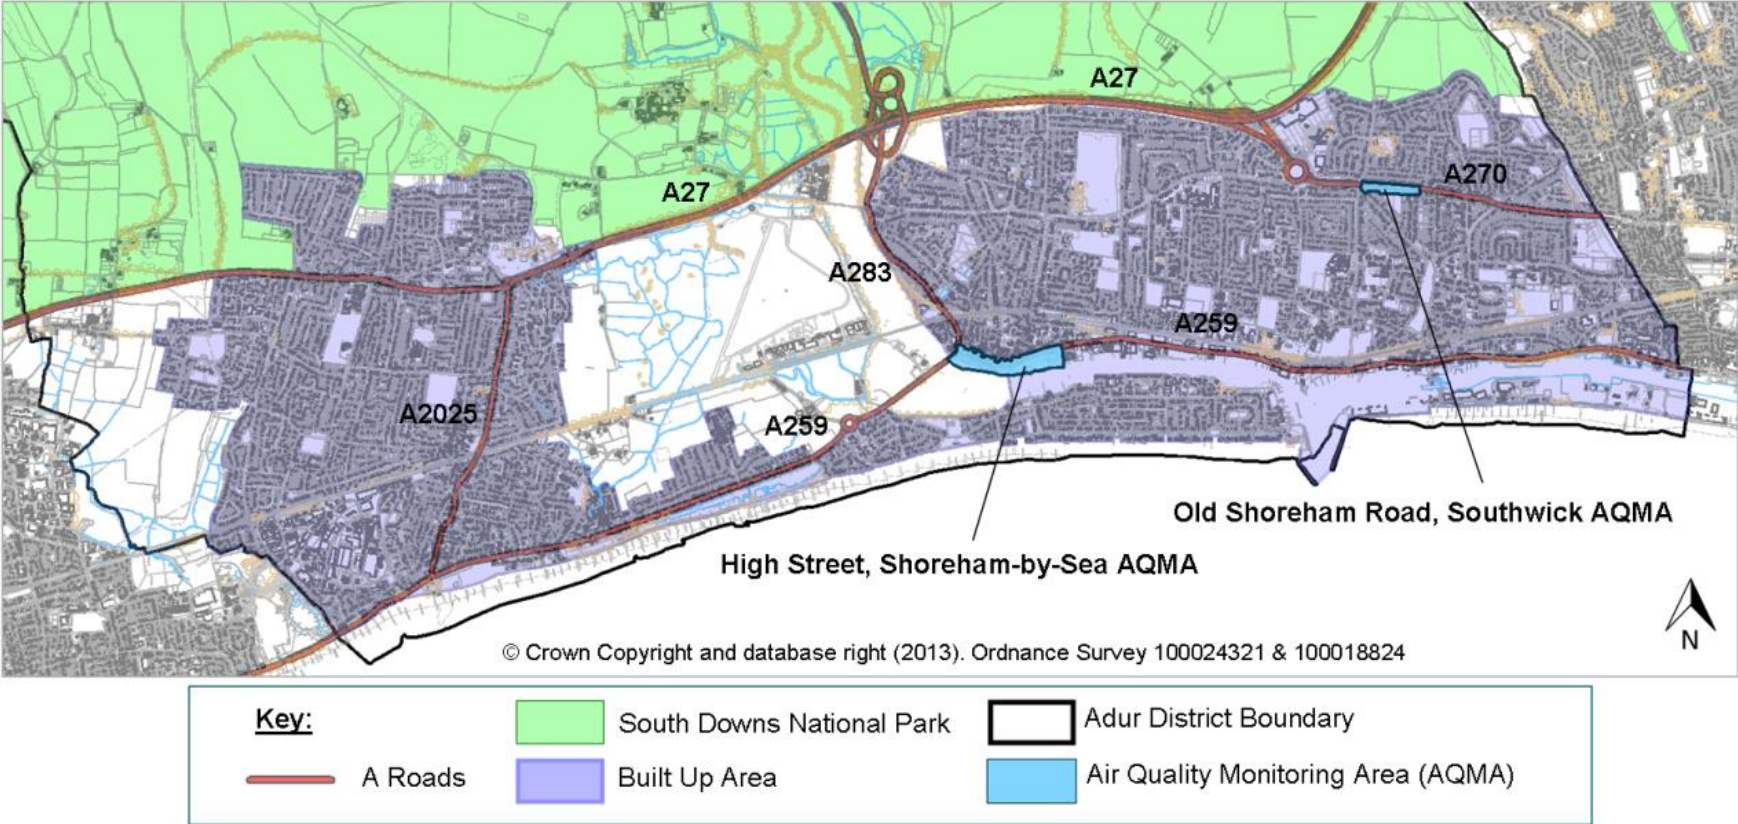 A27
A27
A270
A283
A259
A2025
A259
Old Shoreham Road, Southwick AQMA
High Street, Shoreham-by-Sea AQMA
© Crown Copyright and database right (2013). Ordnance Survey 100024321 & 100018824
N
Key:
South Downs National Park
Adur District Boundary
A Roads
Built Up Area
Air Quality Monitoring Area (AQMA)